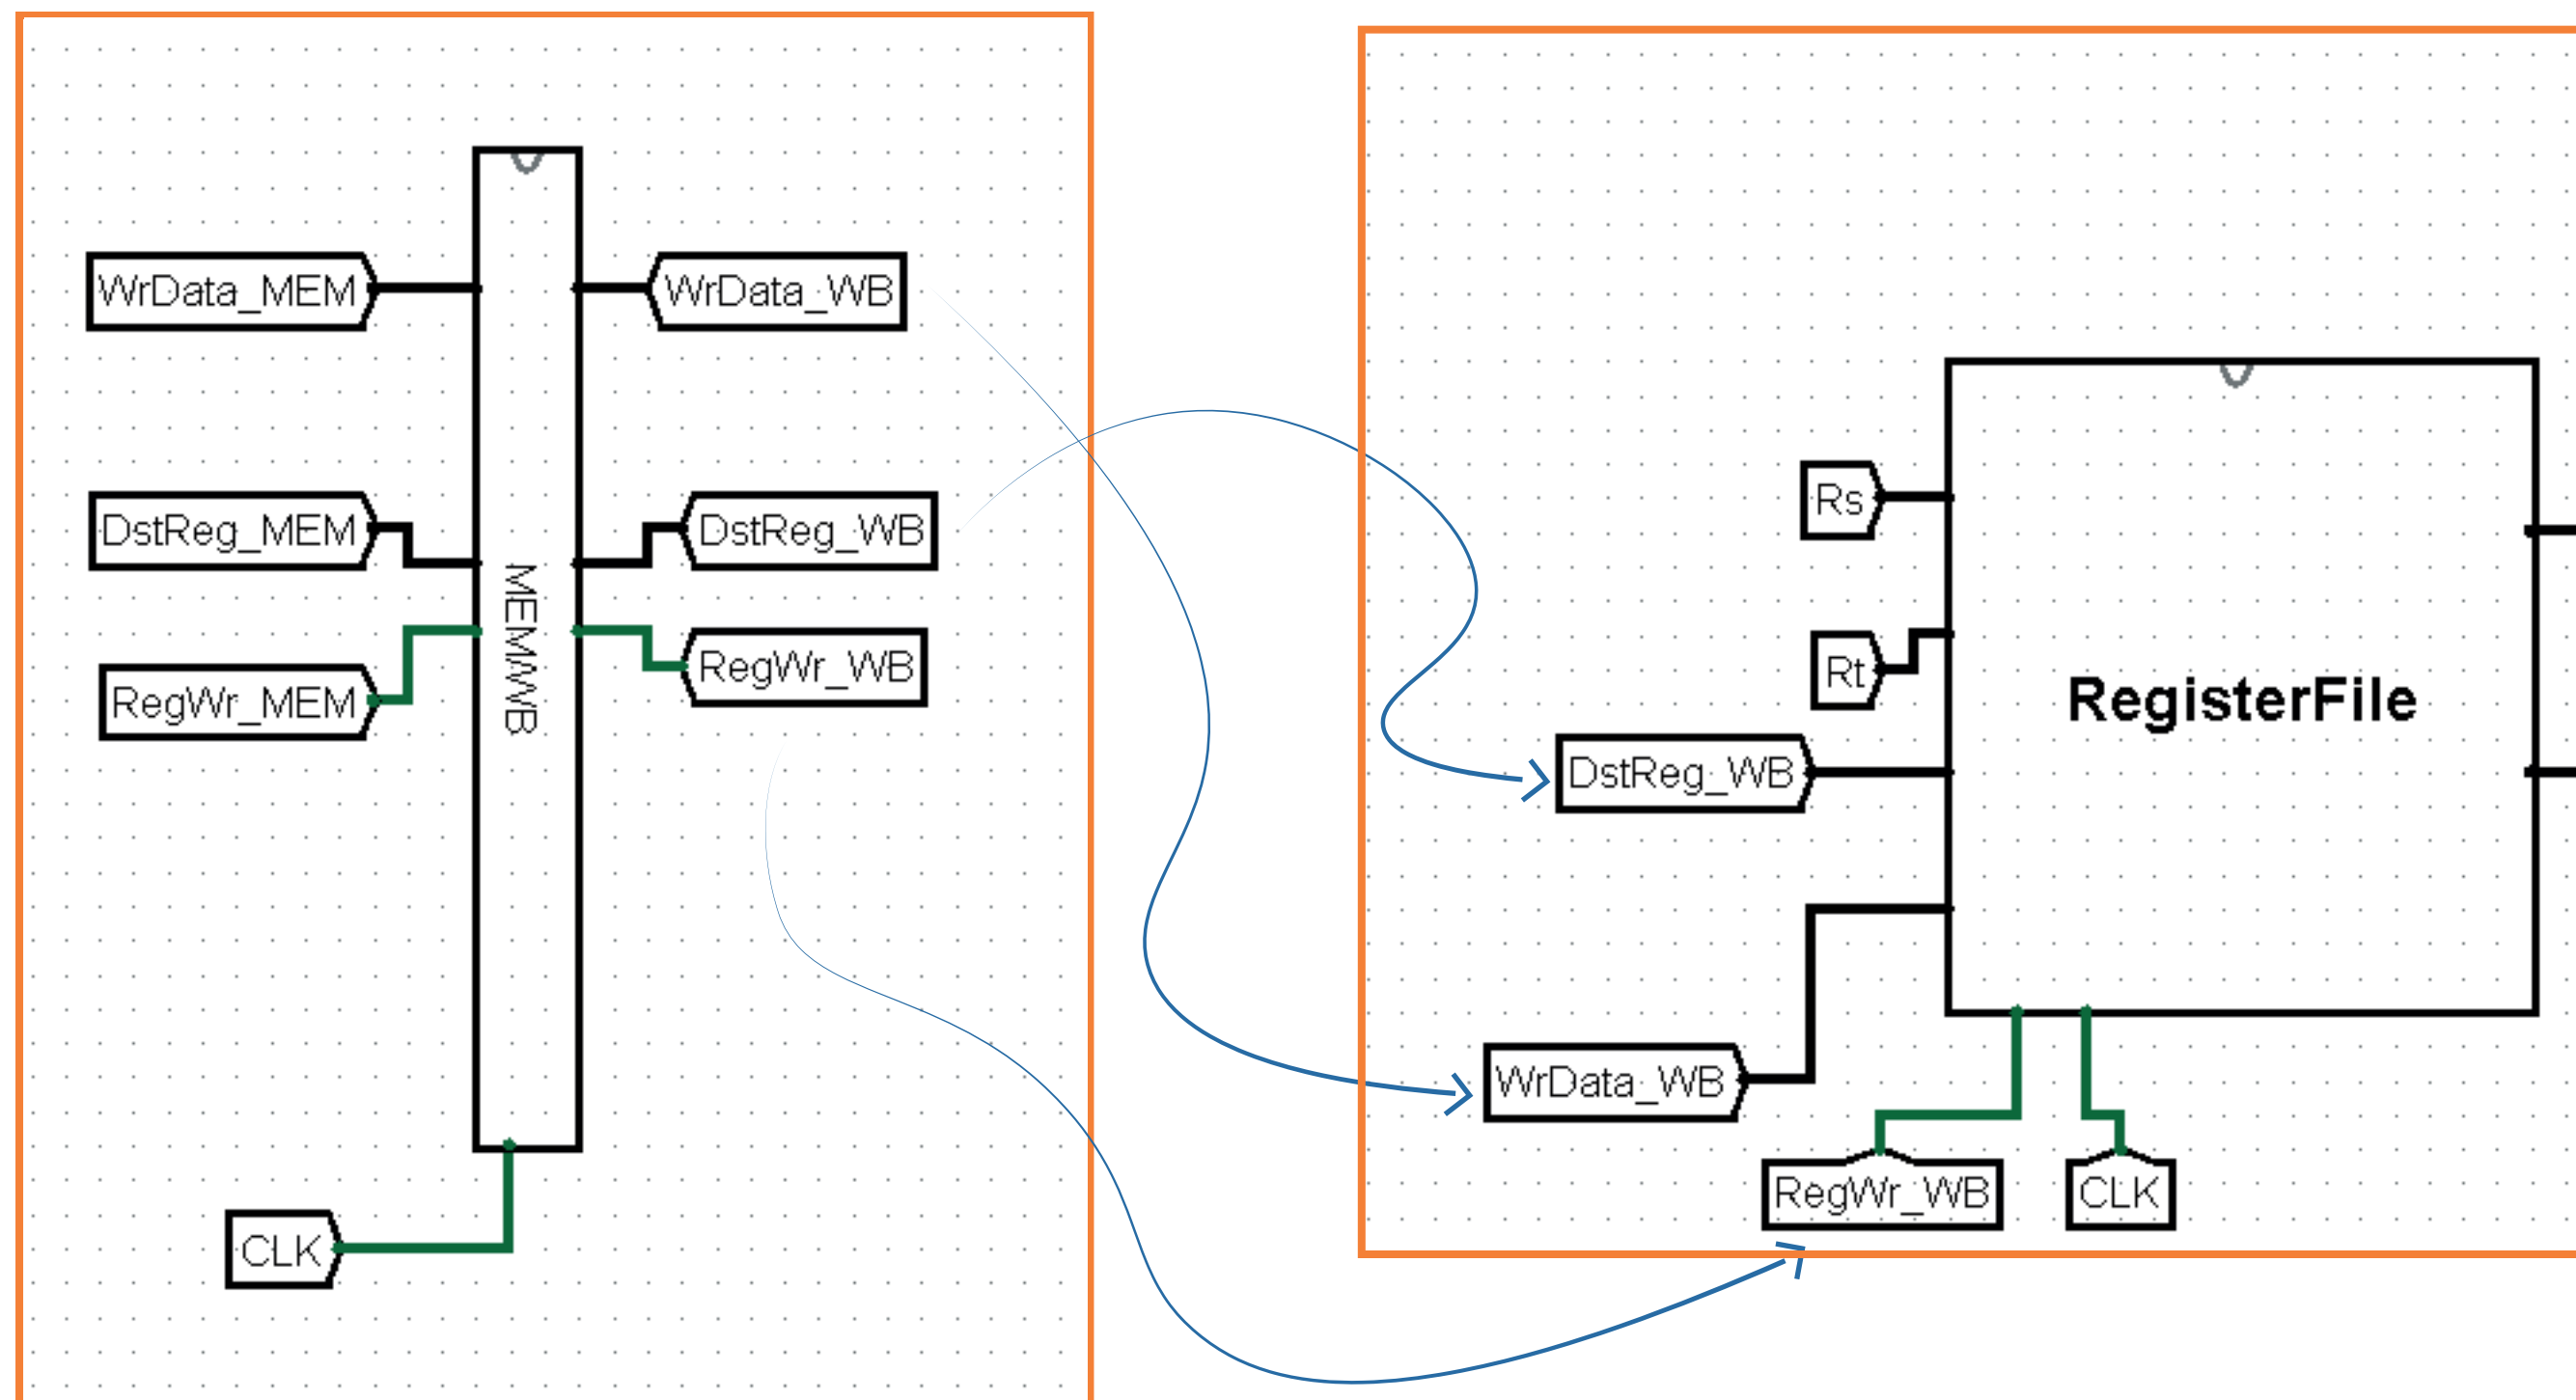 WrData_MEM
WrData_WB
DstReg_MEM
DstReg_WB
RegWr_MEM
RegWr_WB
MEM/WB
CLK
Rs
Rt
RegisterFile
DstReg_WB
WrData_WB
RegWr_WB
CLK